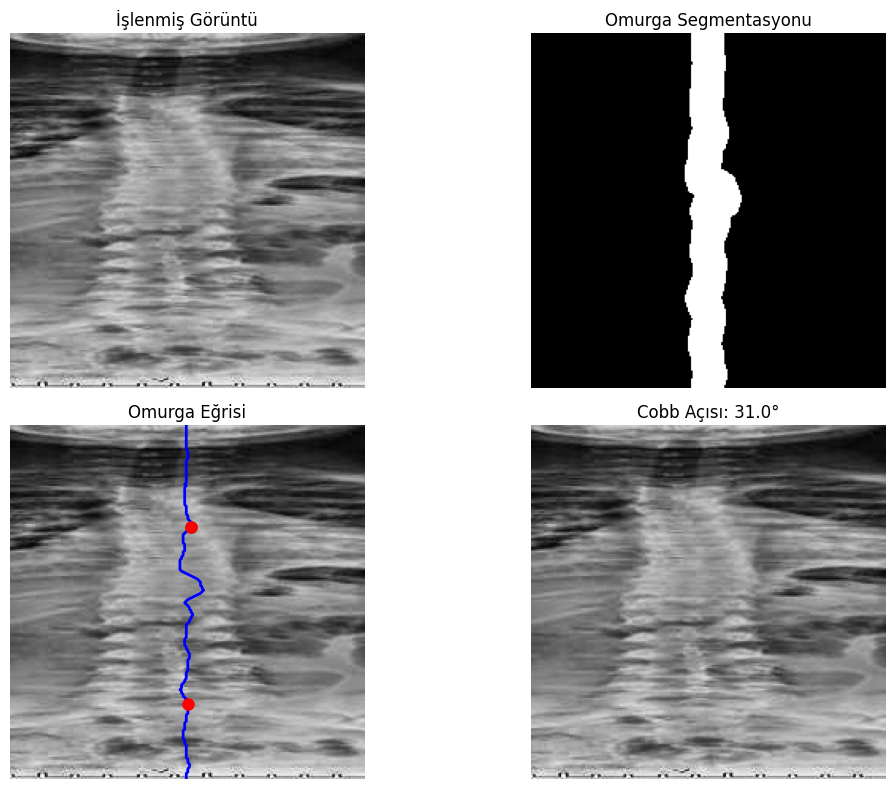 İşlenmiş Görüntü
Omurga Segmentasyonu
Omurga Eğrisi
Cobb Açısı: 31.0°